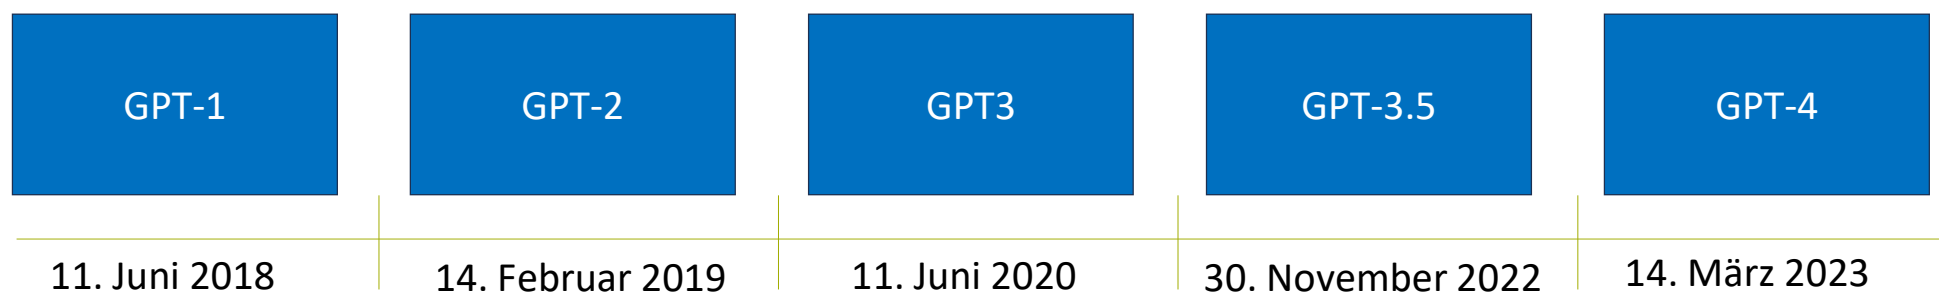 GPT-1
GPT-2
GPT3
GPT-3.5
GPT-4
11. Juni 2018
14. Februar 2019
11. Juni 2020
30. November 2022
14. März 2023